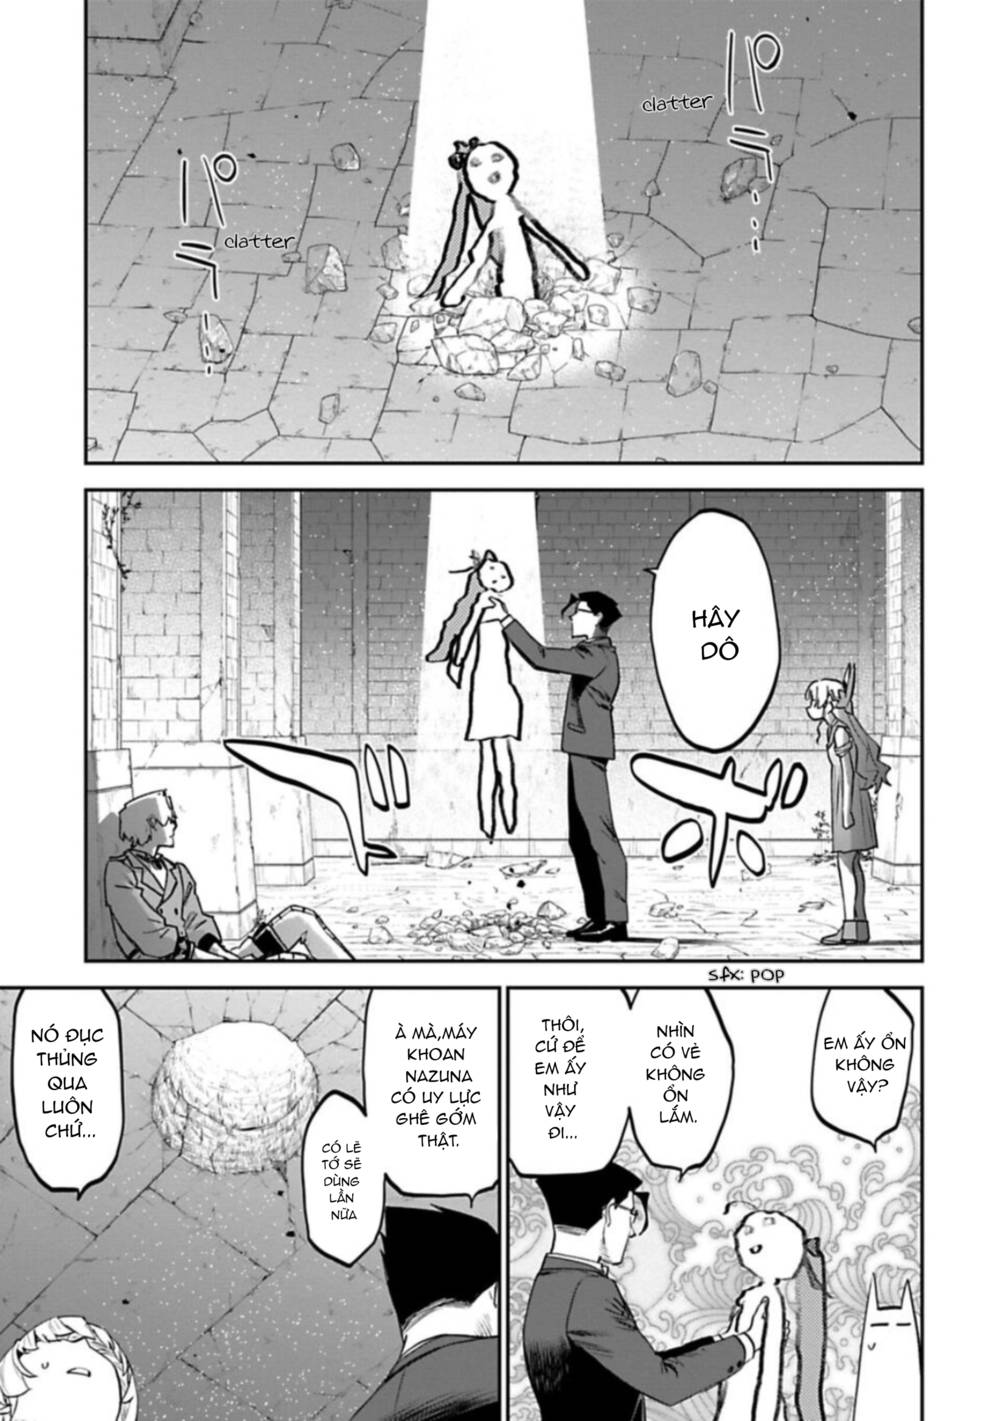 パ
ラ
clatter
パ
ラ
clatter
HÂY
DÔ
ボ
ゴ
SFX: POP
EM ẤY ỔN
KHÔNG
VẬY?
NHÌN
CÓ VẺ
KHÔNG
ỔN
LẮM.
THÔI,
CỨ ĐỂ
EM ẤY
NHƯ
VẬY
ĐI...
À MÀ,MÁY
KHOAN
NAZUNA
CÓ UY LỰC
GHÊ GỚM
THẬT.
CÓ LẼ
TỚ SẼ
DÙNG
LẦN
NỮA
NÓ ĐỤC
THỦNG
QUA
LUÔN
CHỨ...